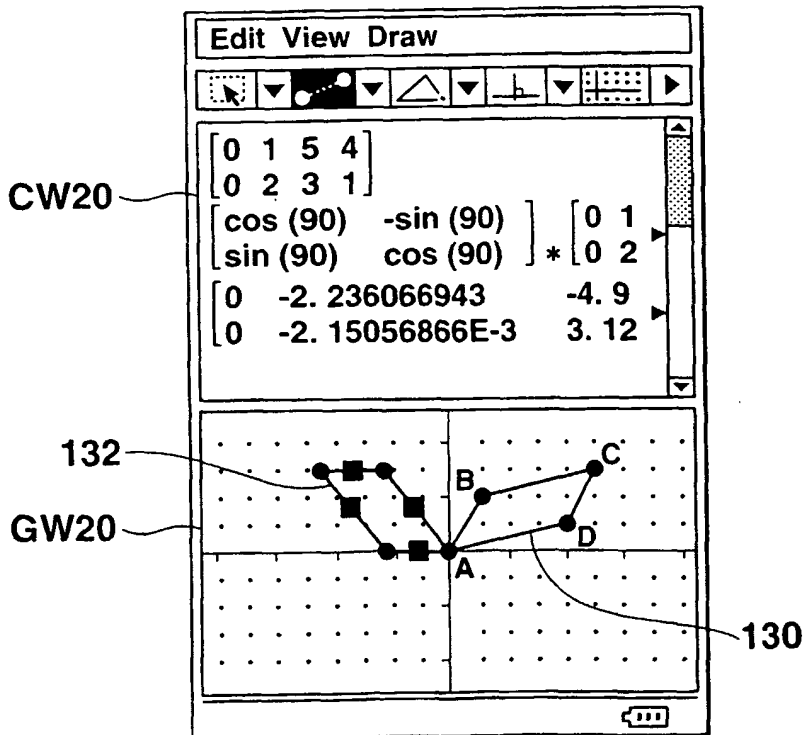 Edit View Draw
[0 1 5 4]
[0 2 3 1]
CW20
[cos (90) -sin (90)] [0 1
[sin (90) cos (90)] * [0 2
[0 -2. 236066943 -4. 9
[0 -2. 15056866E-3 3. 12
132
GW20
B
C
D
A
130